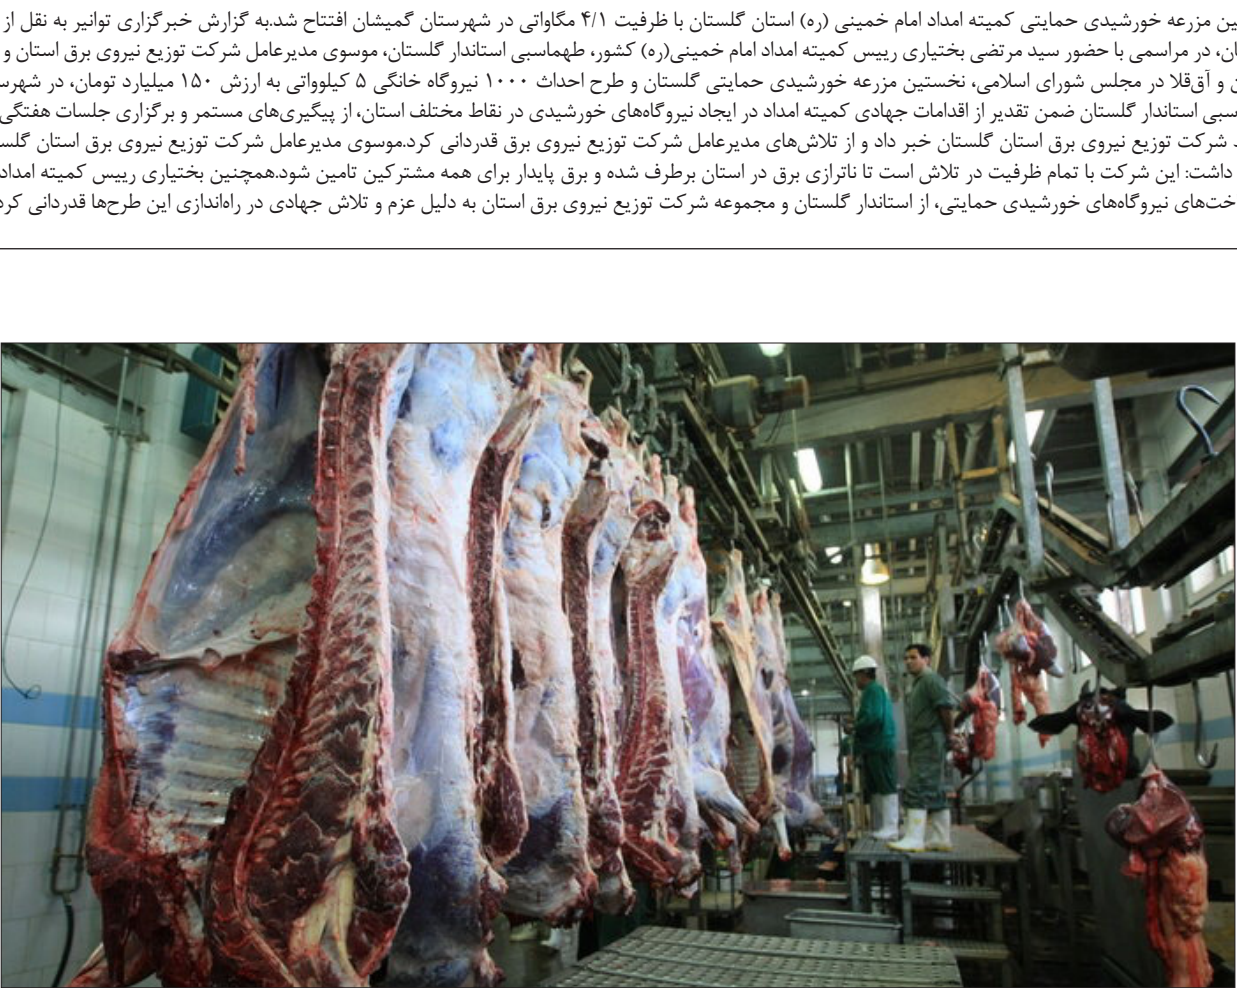 ین مزرعه خورشیدی حمایتی کمیته امداد امام خمینی (ره) استان گلستان با ظرفیت ۴/۱ مگاواتی در شهرستان گمیشان افتتاح شد.به گزارش خبرگزاری توانیر به نقل از
ان، در مراسمی با حضور سید مرتضی بختیاری رییس کمیته امداد امام خمینی(ره) کشور، طهماسبی استاندار گلستان، موسوی مدیرعامل شرکت توزیع نیروی برق استان و
ن و آق‌قلا در مجلس شورای اسلامی، نخستین مزرعه خورشیدی حمایتی گلستان و طرح احداث ۱۰۰۰ نیروگاه خانگی ۵ کیلوواتی به ارزش ۱۵۰ میلیارد تومان، در شهرس
سبی استاندار گلستان ضمن تقدیر از اقدامات جهادی کمیته امداد در ایجاد نیروگاه‌های خورشیدی در نقاط مختلف استان، از پیگیری‌های مستمر و برگزاری جلسات هفتگی
د شرکت توزیع نیروی برق استان گلستان خبر داد و از تلاش‌های مدیرعامل شرکت توزیع نیروی برق قدردانی کرد.موسوی مدیرعامل شرکت توزیع نیروی برق استان گلس
داشت: این شرکت با تمام ظرفیت در تلاش است تا ناترازی برق در استان برطرف شده و برق پایدار برای همه مشترکین تامین شود.همچنین بختیاری رییس کمیته امداد
خت‌های نیروگاه‌های خورشیدی حمایتی، از استاندار گلستان و مجموعه شرکت توزیع نیروی برق استان به دلیل عزم و تلاش جهادی در راه‌اندازی این طرح‌ها قدردانی کرد